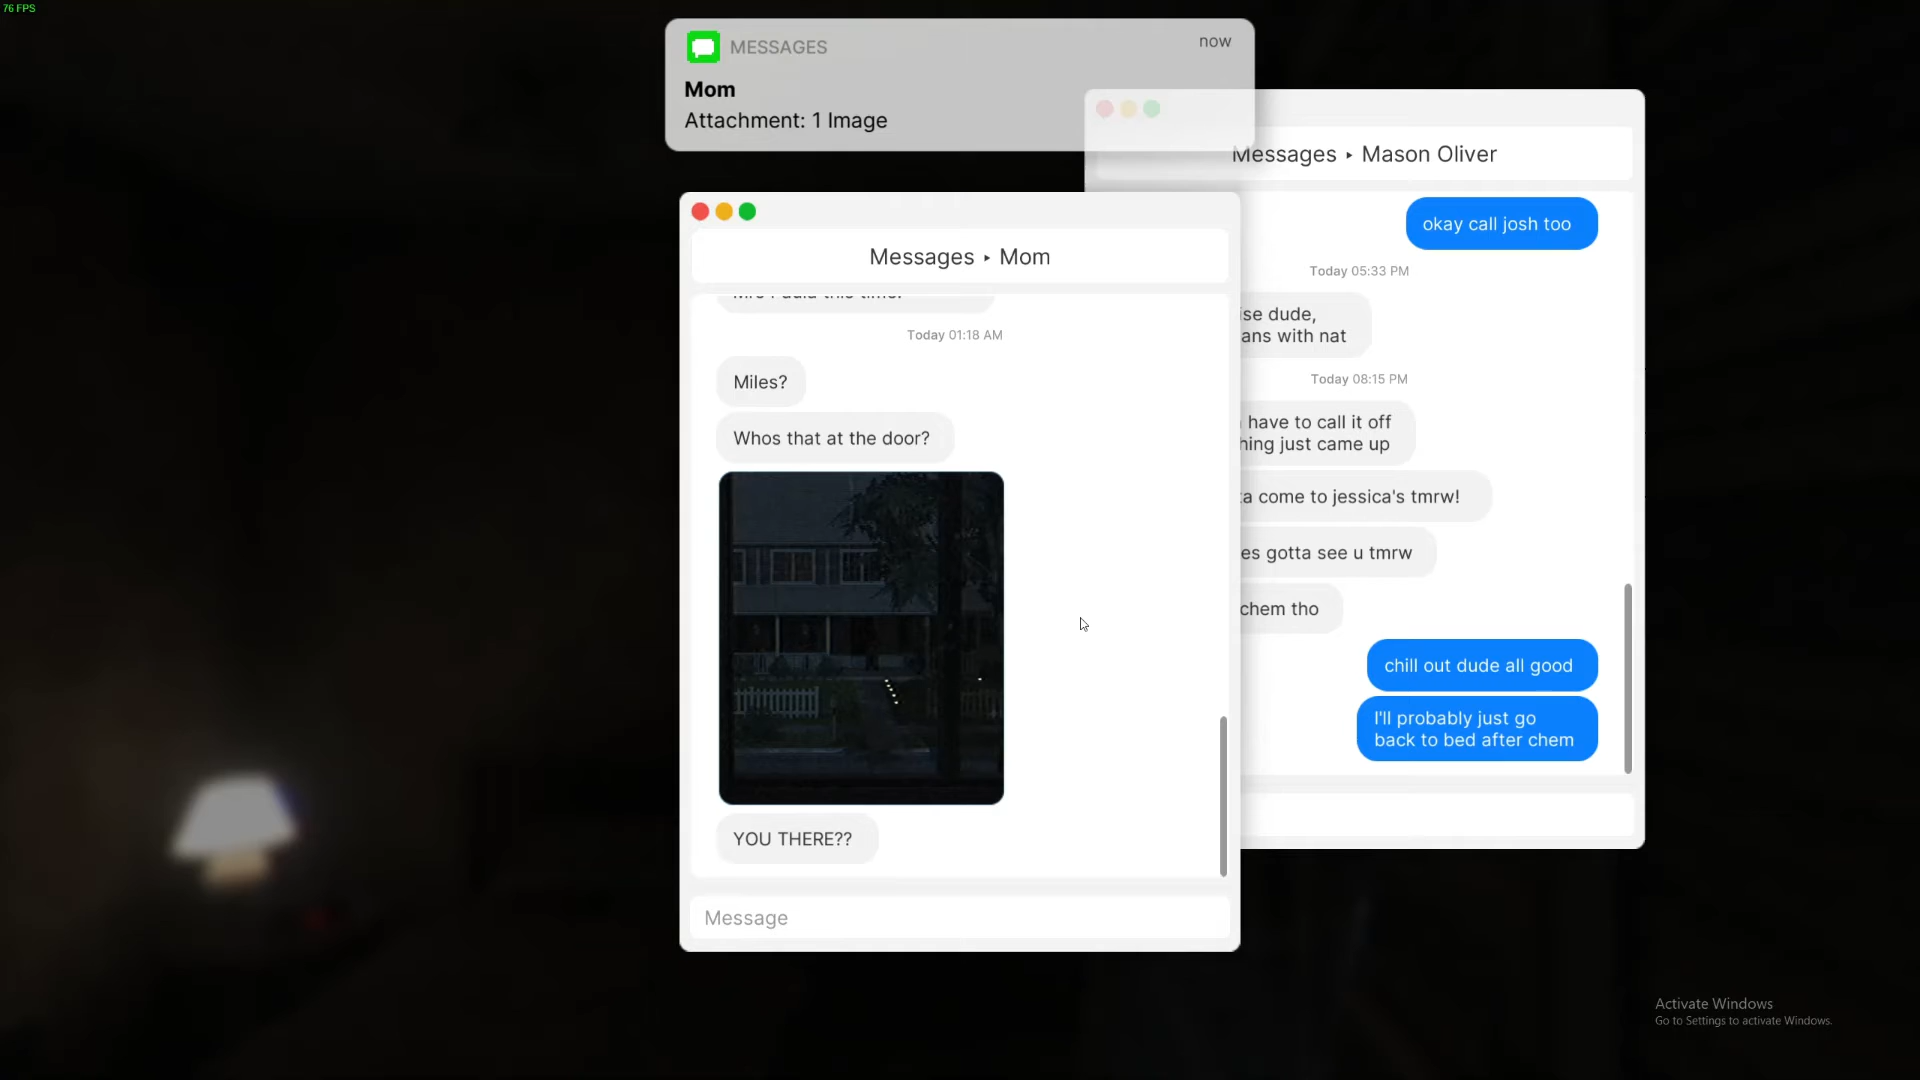 76 FPS
MESSAGES
now
Mom
Attachment: 1 Image
Messages ▸ Mason Oliver
okay call josh too
Today 05:33 PM
ise dude,
ans with nat
Today 08:15 PM
have to call it off
hing just came up
ta come to jessica's tmrw!
es gotta see u tmrw
chem tho
chill out dude all good
I'll probably just go
back to bed after chem
Messages ▸ Mom
Today 01:18 AM
Miles?
Whos that at the door?
YOU THERE??
Message
Activate Windows
Go to Settings to activate Windows.